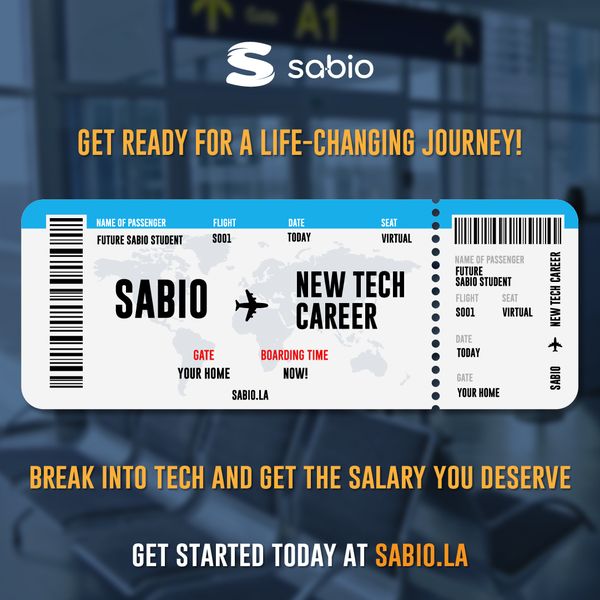 Gate
A1
sabio
GET READY FOR A LIFE-CHANGING JOURNEY!
NAME OF PASSENGER FLIGHT DATE SEAT
FUTURE SABIO STUDENT S001 TODAY VIRTUAL
SABIO
NEW TECH
CAREER
GATE BOARDING TIME
YOUR HOME NOW!
SABIO.LA
NAME OF PASSENGER
FUTURE
SABIO STUDENT
FLIGHT SEAT
S001 VIRTUAL
DATE
TODAY
GATE
YOUR HOME
SABIO NEW TECH CAREER
BREAK INTO TECH AND GET THE SALARY YOU DESERVE
GET STARTED TODAY AT SABIO.LA